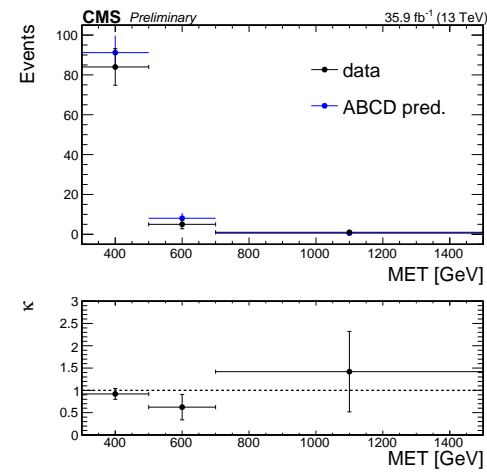 CMS Preliminary 35.9 fb⁻¹ (13 TeV)
Events
100
80
60
40
20
0
data
ABCD pred.
400 600 800 1000 1200 1400
MET [GeV]
κ
3
2.5
2
1.5
1
0.5
0
400 600 800 1000 1200 1400
MET [GeV]